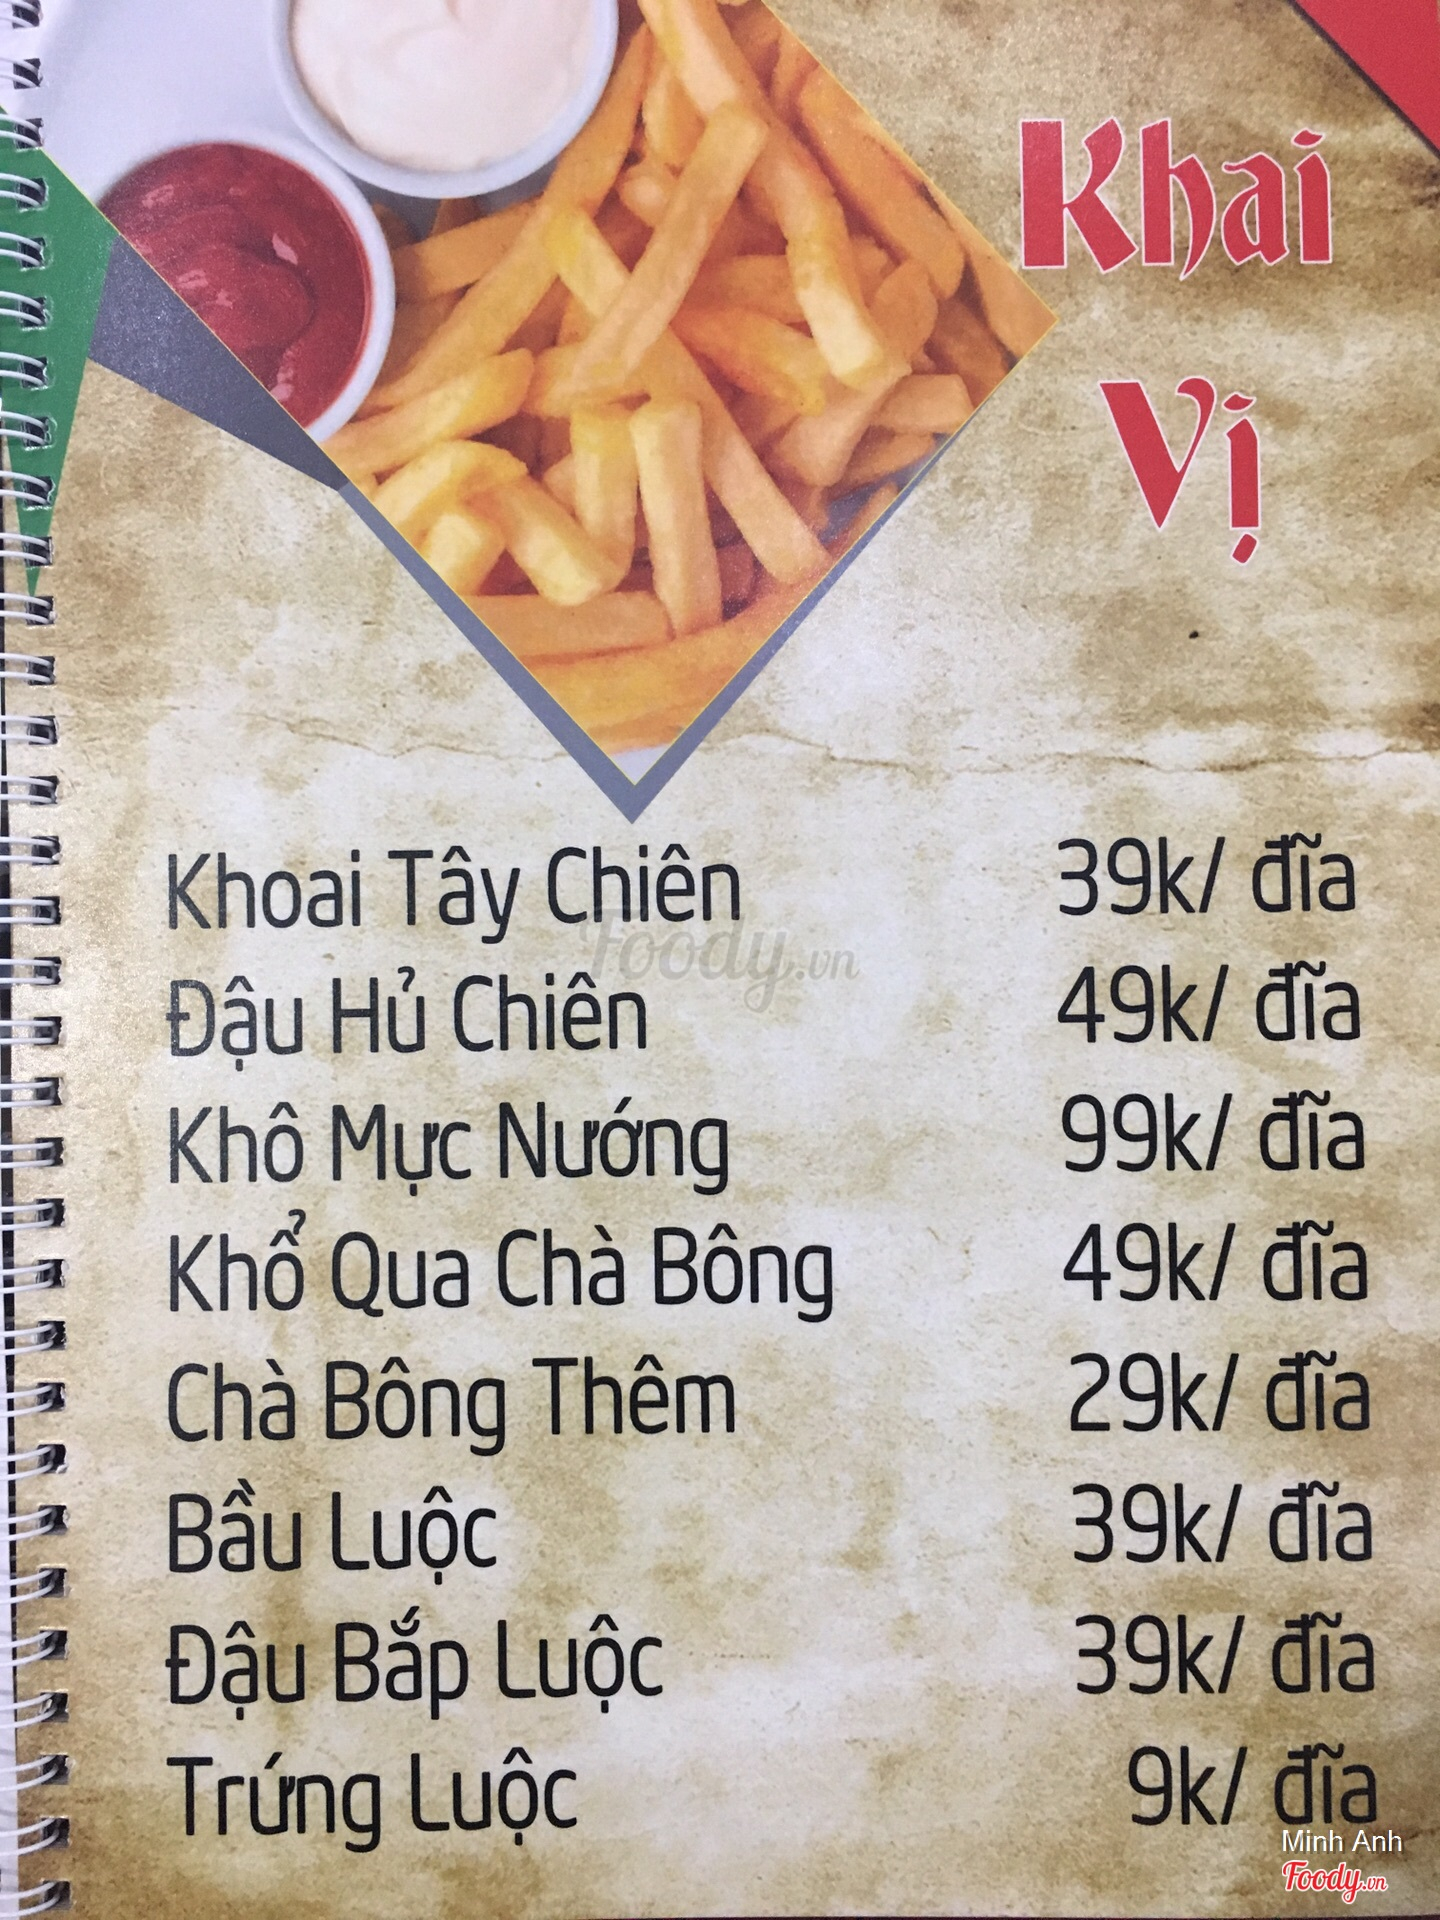 Khai
Vị
Khoai Tây Chiên 39k/ đĩa
Foody.vn
Đậu Hủ Chiên 49k/ đĩa
Khô Mực Nướng 99k/ đĩa
Khổ Qua Chà Bông 49k/ đĩa
Chà Bông Thêm 29k/ đĩa
Bầu Luộc 39k/ đĩa
Đậu Bắp Luộc 39k/ đĩa
Trứng Luộc 9k/ đĩa
Minh Anh
Foody.vn